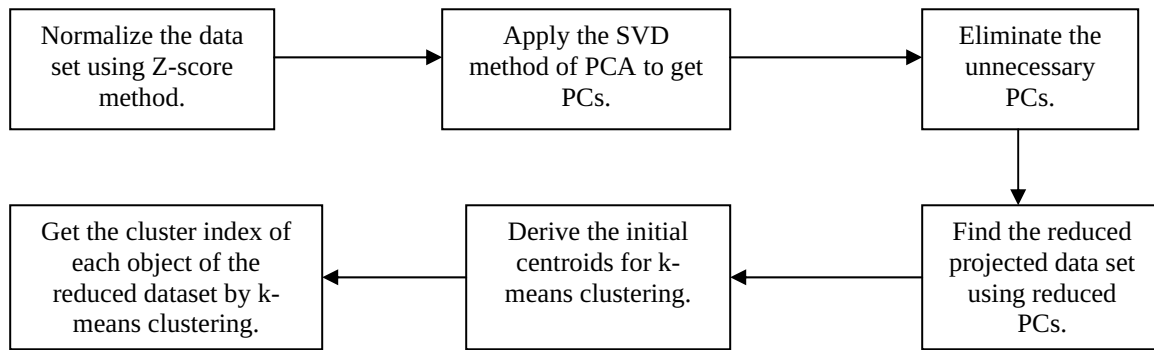 Normalize the data
set using Z-score
method.
Apply the SVD
method of PCA to get
PCs.
Eliminate the
unnecessary
PCs.
Find the reduced
projected data set
using reduced
PCs.
Derive the initial
centroids for k-
means clustering.
Get the cluster index of
each object of the
reduced dataset by k-
means clustering.